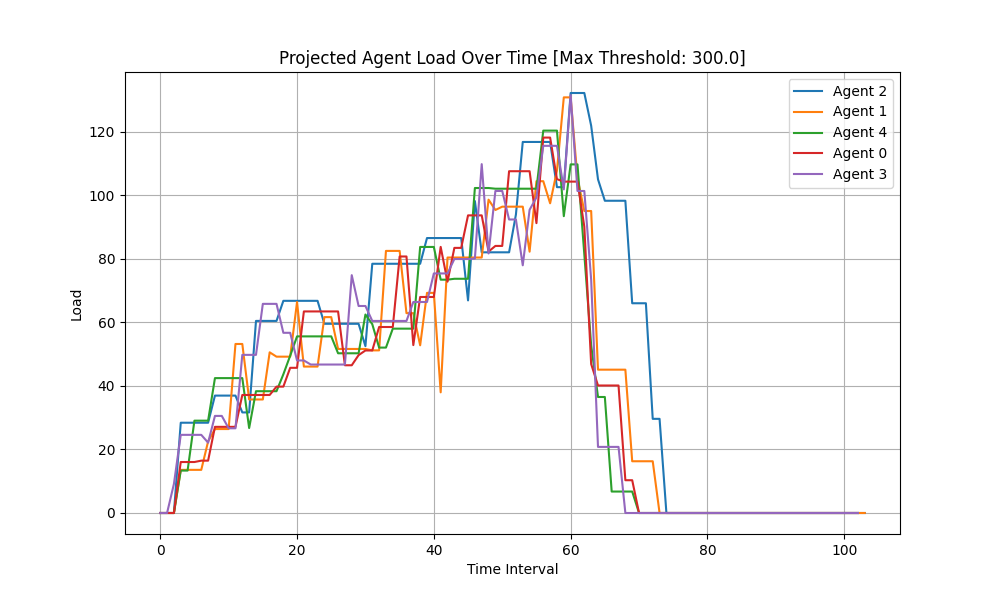 Projected Agent Load Over Time [Max Threshold: 300.0]
Agent 2
Agent 1
Agent 4
Agent 0
Agent 3
120
100
80
60
40
20
0
Load
0 20 40 60 80 100
Time Interval